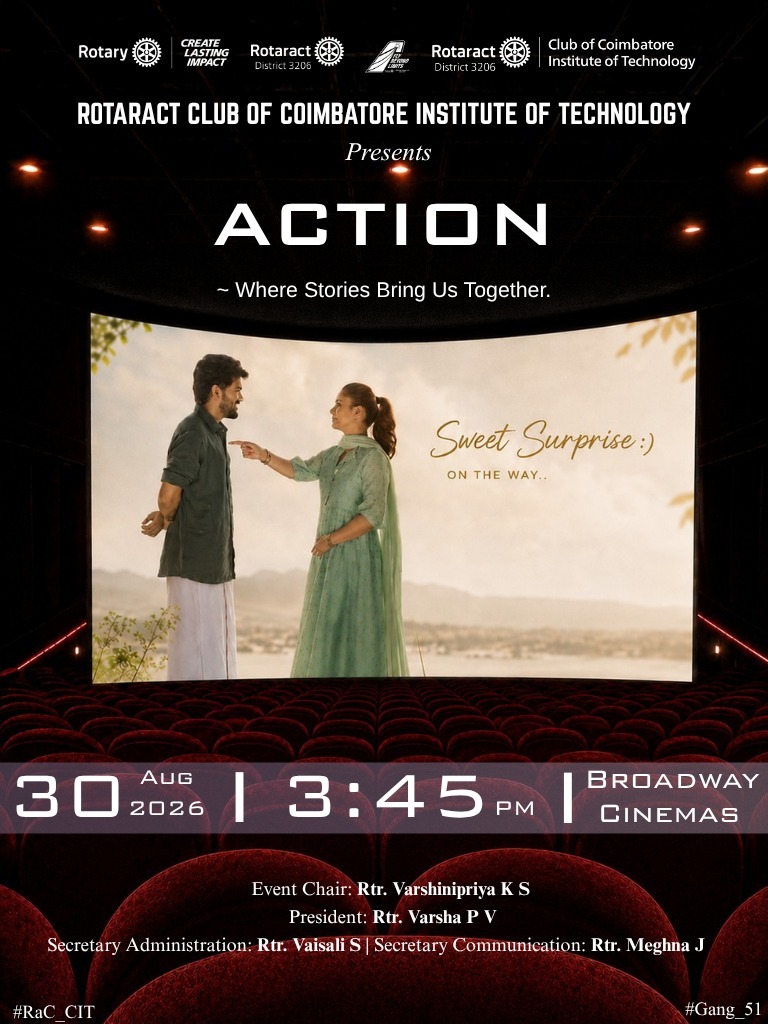 Rotary
CREATE
LASTING
IMPACT
Rotaract
District 3206
FLY
BEYOND
LIMITS
Rotaract
District 3206
Club of Coimbatore
Institute of Technology
ROTARACT CLUB OF COIMBATORE INSTITUTE OF TECHNOLOGY
Presents
ACTION
~ Where Stories Bring Us Together.
Sweet Surprise :)
ON THE WAY..
30 Aug 2026 | 3:45 PM | Broadway Cinemas
Event Chair: Rtr. Varshinipriya K S
President: Rtr. Varsha P V
Secretary Administration: Rtr. Vaisali S | Secretary Communication: Rtr. Meghna J
#RaC_CIT
#Gang_51